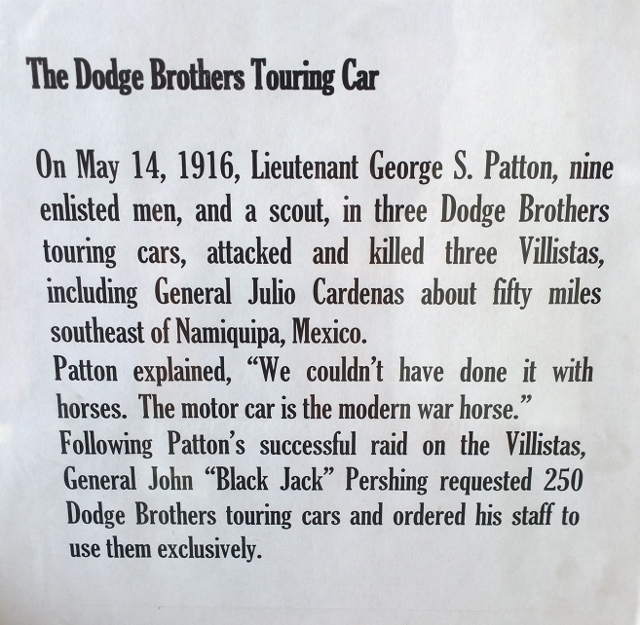 The Dodge Brothers Touring Car
On May 14, 1916, Lieutenant George S. Patton, nine
enlisted men, and a scout, in three Dodge Brothers
touring cars, attacked and killed three Villistas,
including General Julio Cardenas about fifty miles
southeast of Namiquipa, Mexico.
Patton explained, “We couldn’t have done it with
horses. The motor car is the modern war horse.”
Following Patton’s successful raid on the Villistas,
General John “Black Jack” Pershing requested 250
Dodge Brothers touring cars and ordered his staff to
use them exclusively.